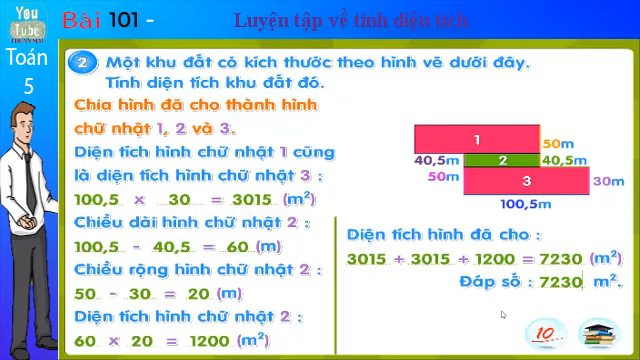 You
Tube
THUẬN MAI
Bài 101 - Luyện tập về tính diện tích
Toán
5
2 Một khu đất có kích thước theo hình vẽ dưới đây.
Tính diện tích khu đất đó.
Chia hình đã cho thành hình
chữ nhật 1, 2 và 3.
Diện tích hình chữ nhật 1 cũng
là diện tích hình chữ nhật 3 :
100,5 x 30 = 3015 (m²)
Chiều dài hình chữ nhật 2 :
100,5 - 40,5 = 60 (m)
Chiều rộng hình chữ nhật 2 :
50 - 30 = 20 (m)
Diện tích hình chữ nhật 2 :
60 x 20 = 1200 (m²)
1
50m
40,5m 2 40,5m
50m
3 30m
100,5m
Diện tích hình đã cho :
3015 + 3015 + 1200 = 7230 (m²)
Đáp số : 7230 m².
10